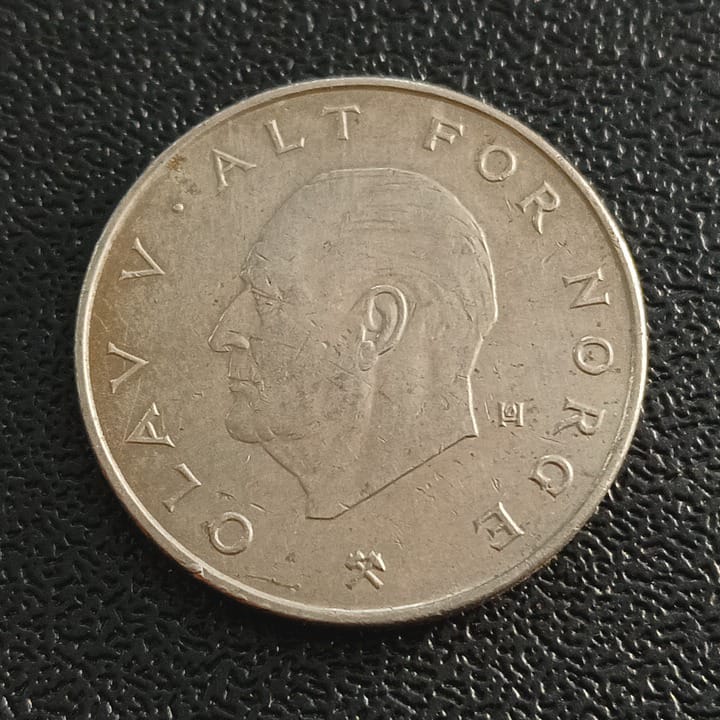 OLAV V · ALT FOR NORGE